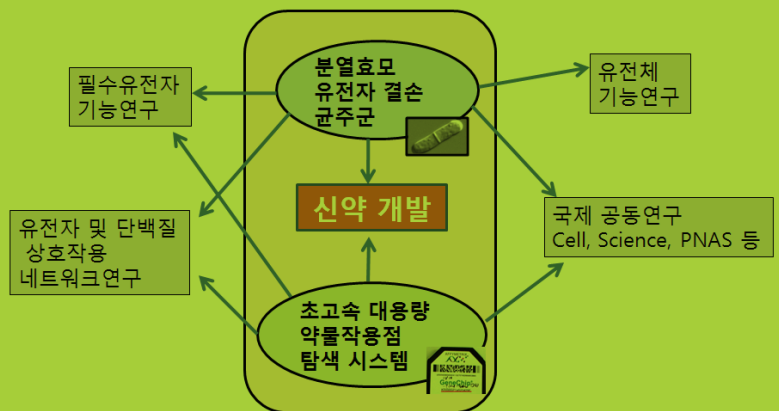 분열효모
유전자 결손
균주군
필수유전자
기능연구
유전체
기능연구
신약 개발
유전자 및 단백질
상호작용
네트워크연구
국제 공동연구
Cell, Science, PNAS 등
초고속 대용량
약물작용점
탐색 시스템
GeneChip